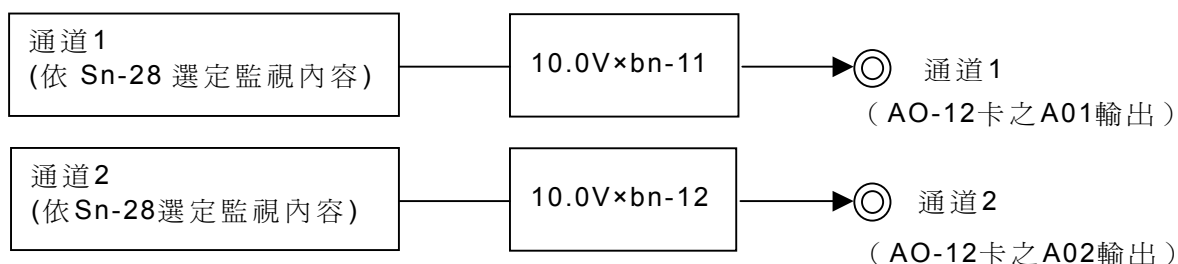 通道1
(依 Sn-28 選定監視內容)
10.0V×bn-11
通道1
（AO-12卡之A01輸出）
通道2
(依Sn-28選定監視內容)
10.0V×bn-12
通道2
（AO-12卡之A02輸出）